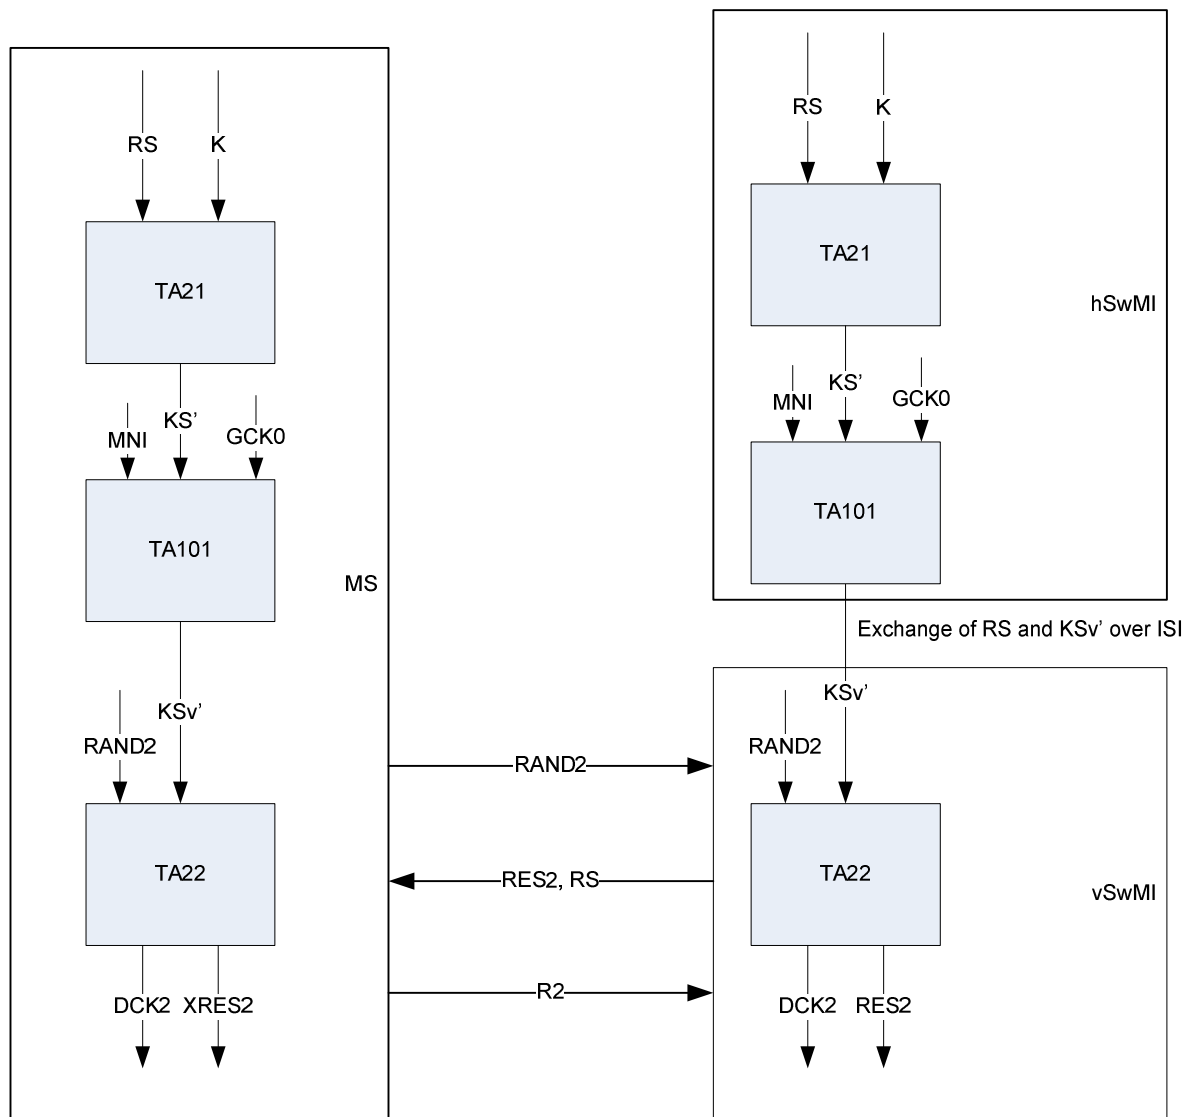 RS
K
TA21
KS'
MNI
GCK0
TA101
MS
KSv'
RAND2
TA22
DCK2
XRES2
RAND2
RES2, RS
R2
RS
K
TA21
hSwMI
KS'
MNI
GCK0
TA101
Exchange of RS and KSv' over ISI
KSv'
RAND2
TA22
vSwMI
DCK2
RES2